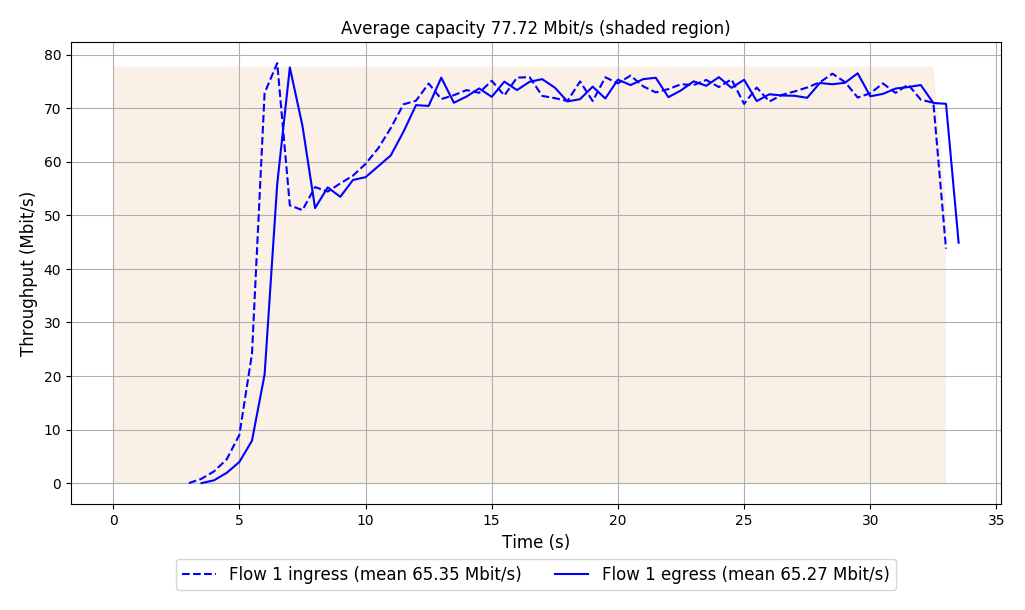 Average capacity 77.72 Mbit/s (shaded region)
80
70
60
50
40
30
20
10
0
Throughput (Mbit/s)
0 5 10 15 20 25 30 35
Time (s)
Flow 1 ingress (mean 65.35 Mbit/s) Flow 1 egress (mean 65.27 Mbit/s)